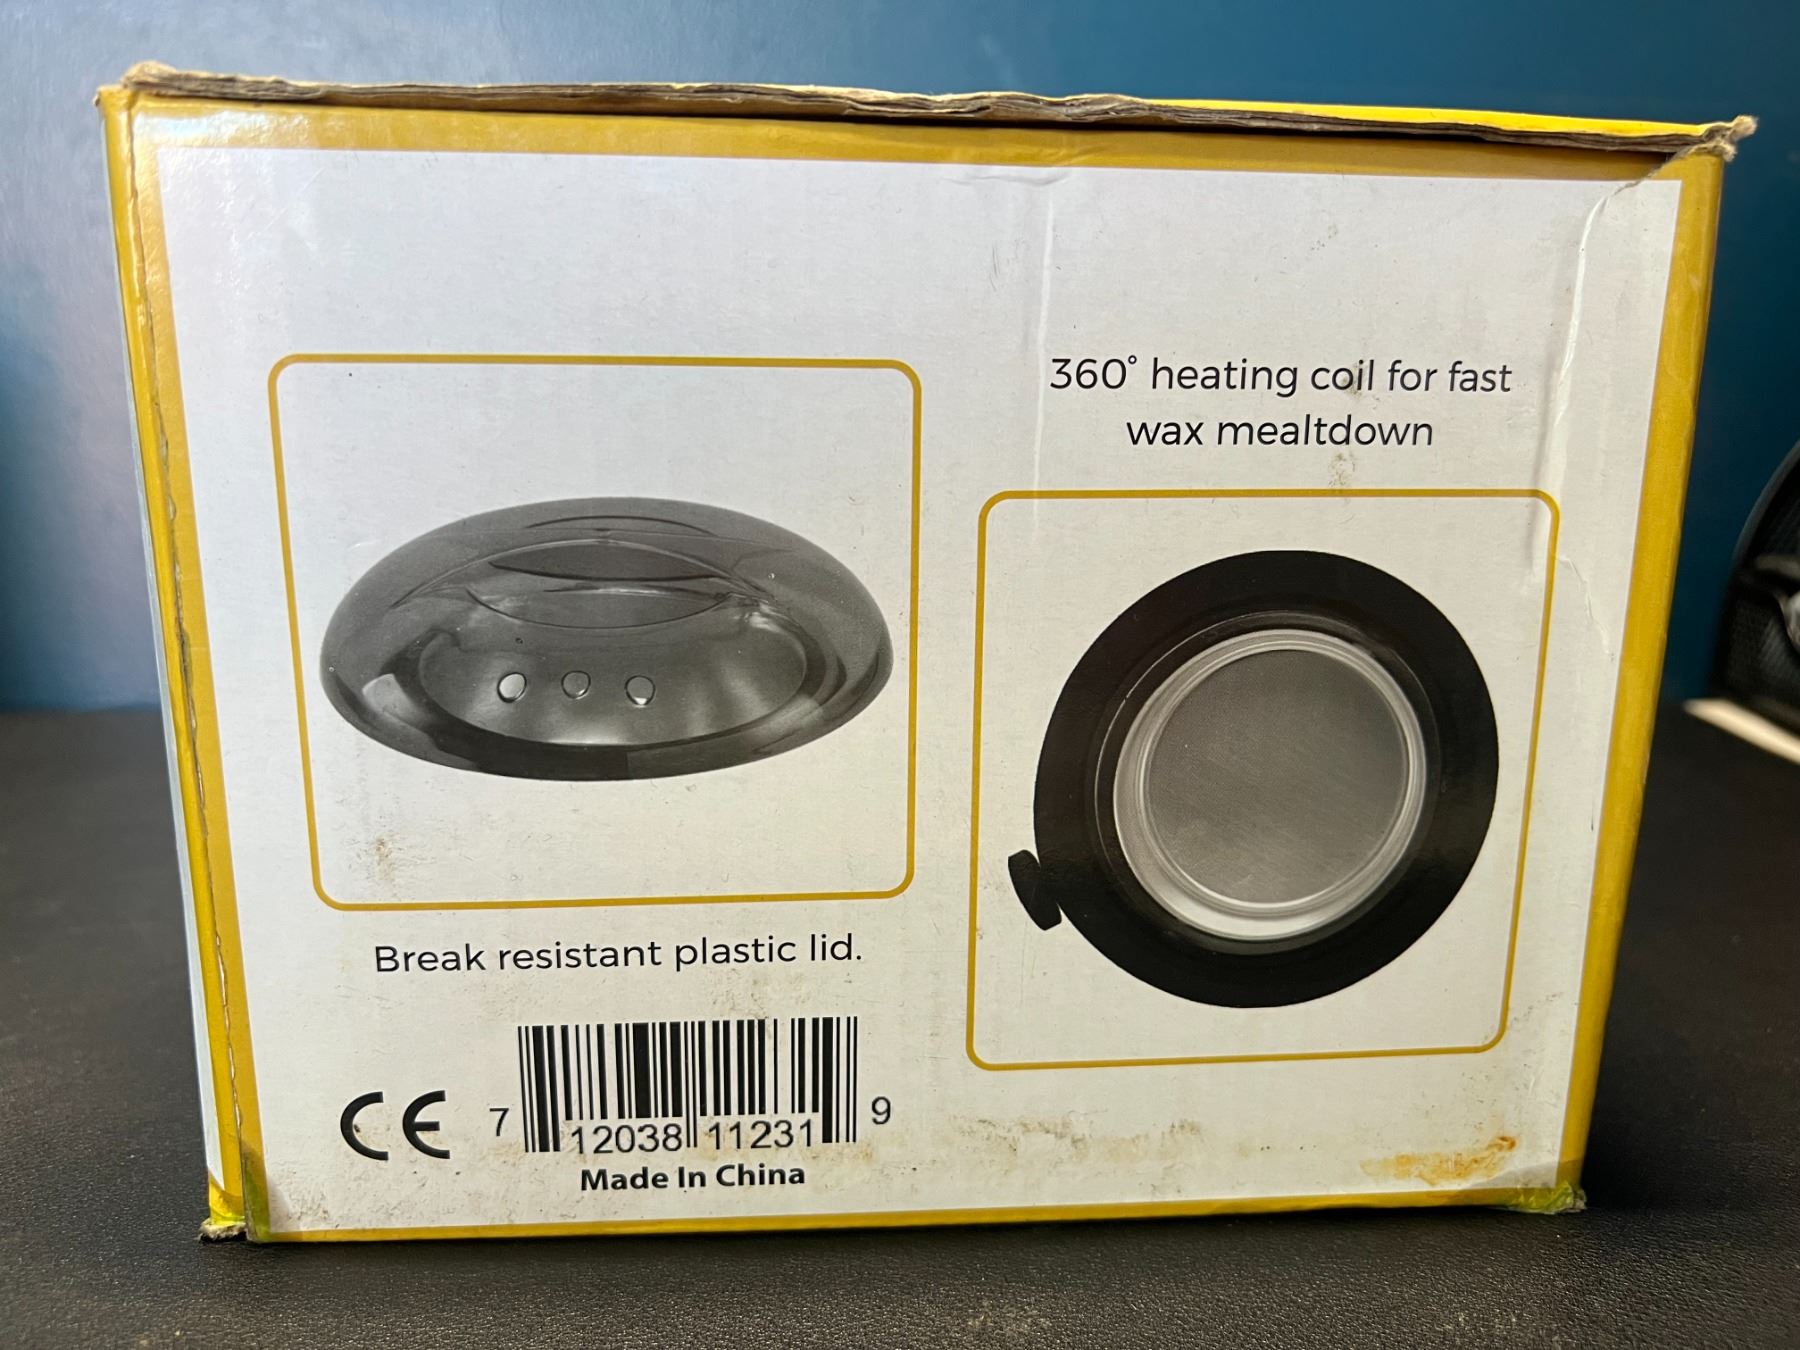 360° heating coil for fast
wax mealtdown
Break resistant plastic lid.
CE
7 12038 11231 9
Made In China